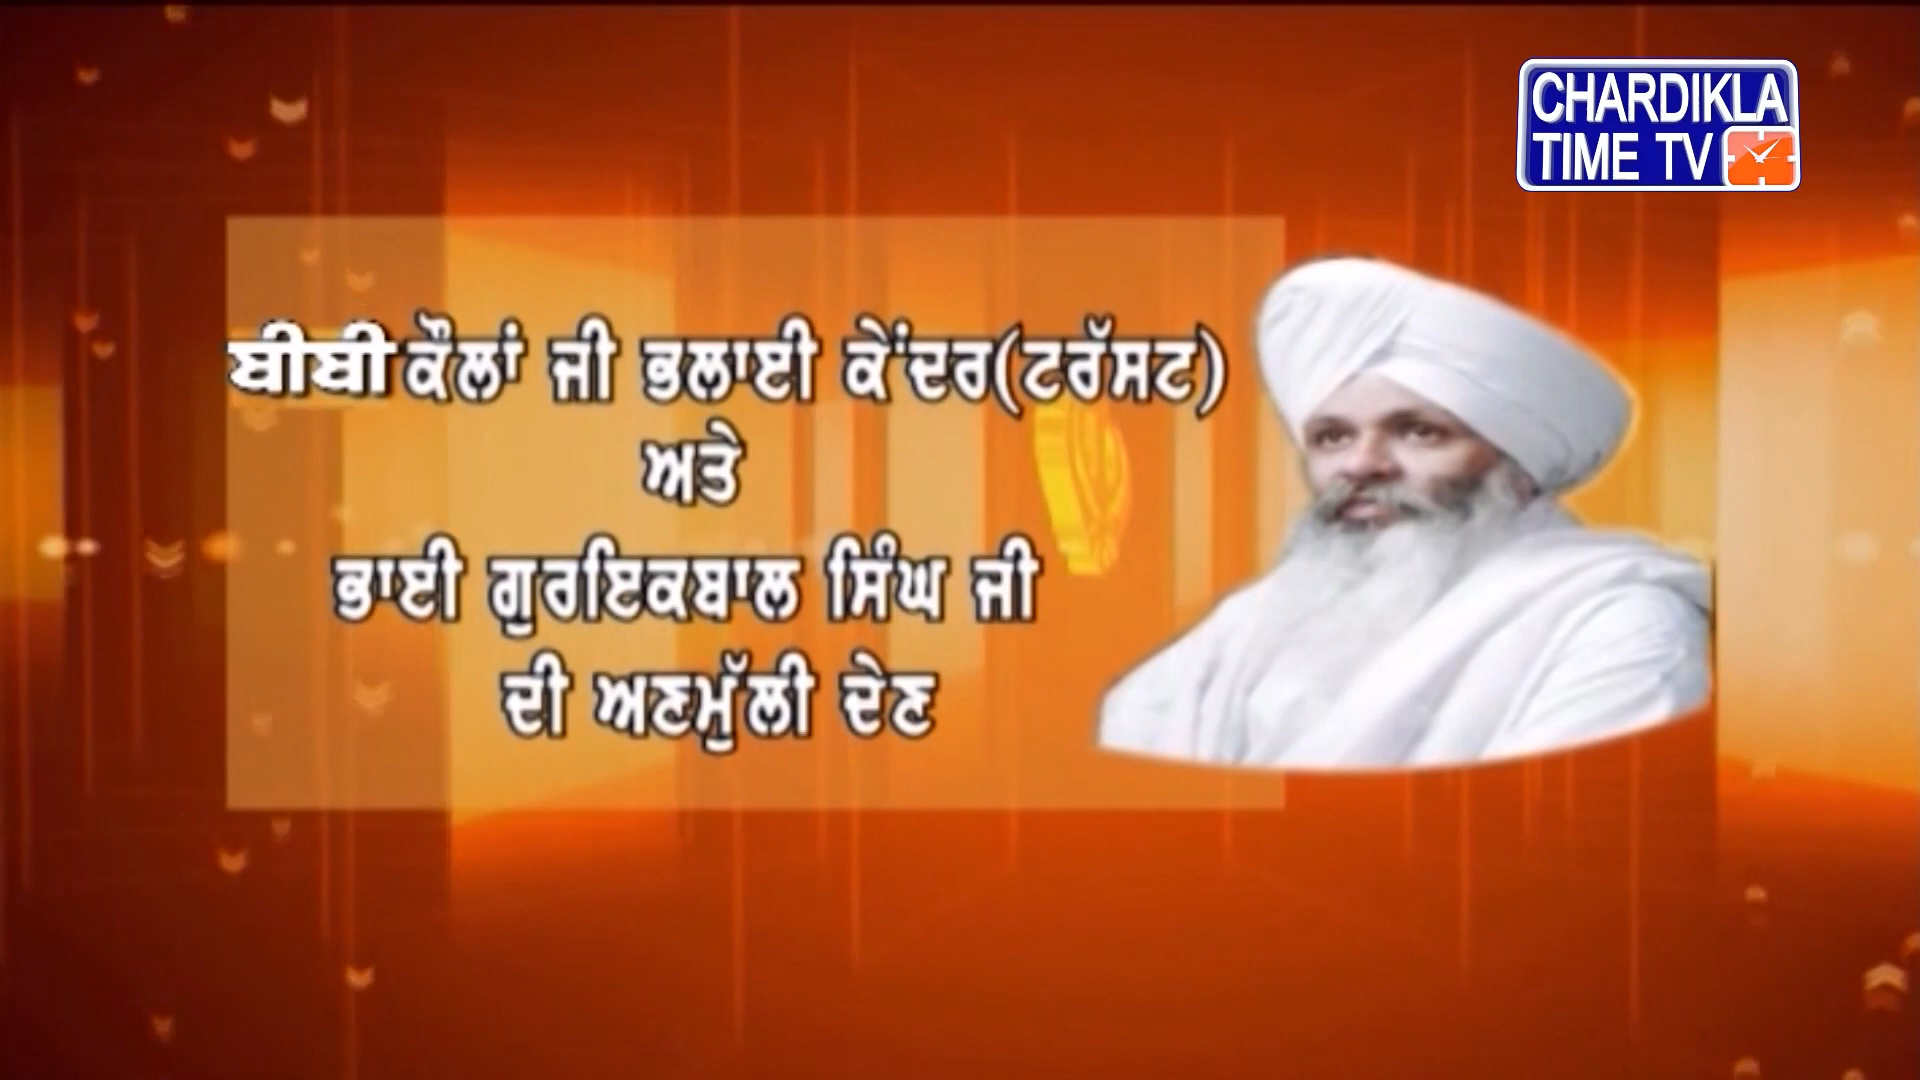 CHARDIKLA
TIME TV
ਬੀਬੀ ਕੌਲਾਂ ਜੀ ਭਲਾਈ ਕੇਂਦਰ(ਟਰੱਸਟ)
ਅਤੇ
ਭਾਈ ਗੁਰਇਕਬਾਲ ਸਿੰਘ ਜੀ
ਦੀ ਅਣਮੁੱਲੀ ਦੇਣ